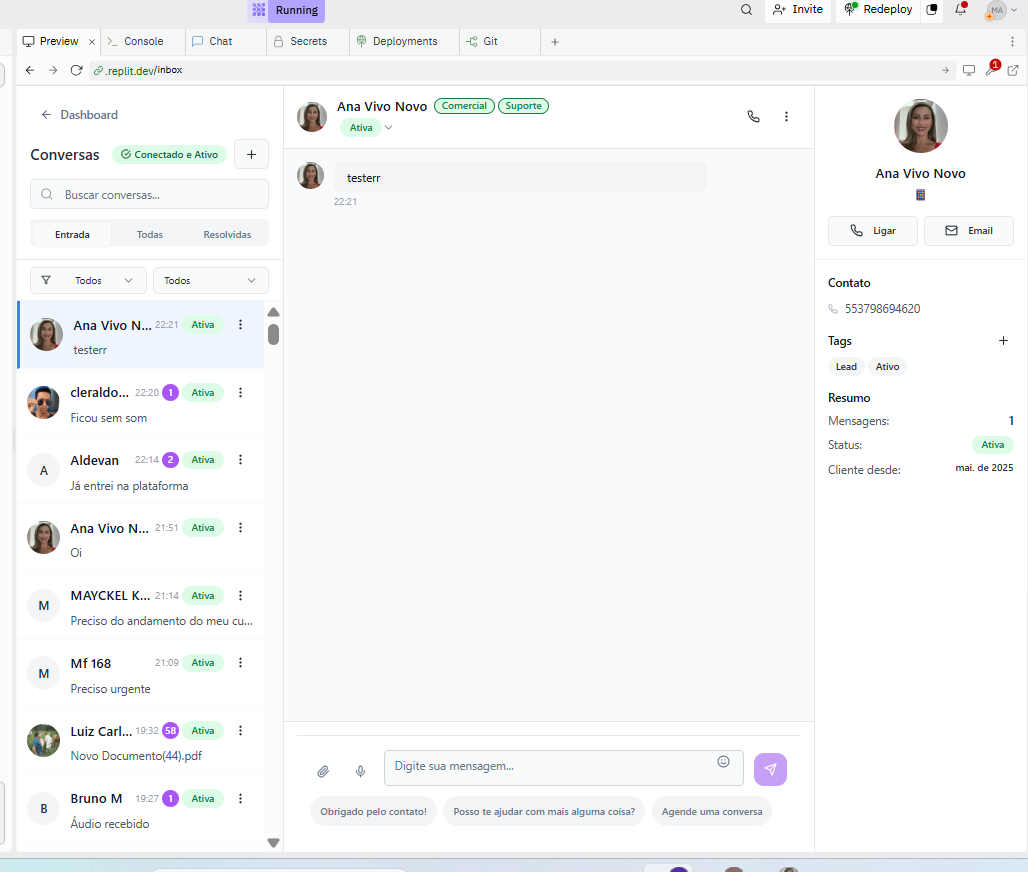 Running
Invite
Redeploy
MA
Preview
Console
Chat
Secrets
Deployments
Git
.replit.dev/inbox
1
Dashboard
Conversas
Conectado e Ativo
Buscar conversas...
Entrada
Todas
Resolvidas
Todos
Todos
Ana Vivo N... 22:21 Ativa
testerr
cleraldo... 22:20 1 Ativa
Ficou sem som
A
Aldevan 22:14 2 Ativa
Já entrei na plataforma
Ana Vivo N... 21:51 Ativa
Oi
M
MAYCKEL K... 21:14 Ativa
Preciso do andamento do meu cu...
M
Mf 168 21:09 Ativa
Preciso urgente
Luiz Carl... 19:32 58 Ativa
Novo Documento(44).pdf
B
Bruno M 19:27 1 Ativa
Áudio recebido
Ana Vivo Novo Comercial Suporte
Ativa
testerr
22:21
Digite sua mensagem...
Obrigado pelo contato!
Posso te ajudar com mais alguma coisa?
Agende uma conversa
Ana Vivo Novo
Ligar
Email
Contato
553798694620
Tags
Lead
Ativo
Resumo
Mensagens: 1
Status: Ativa
Cliente desde: mai. de 2025